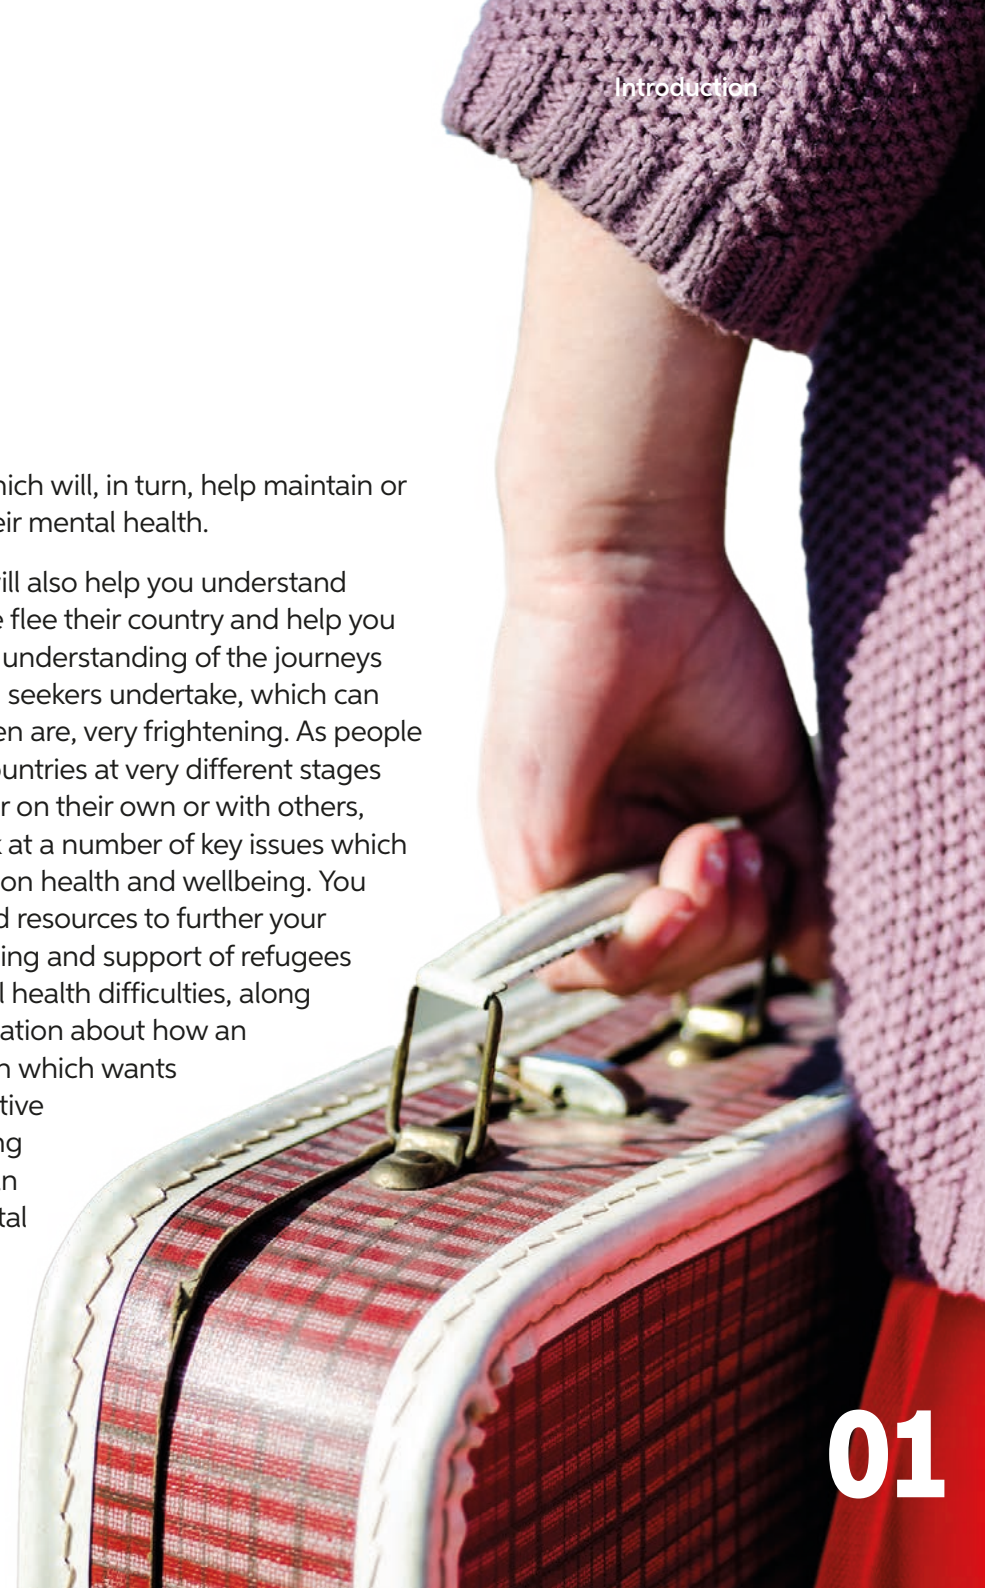 Introduction
hich will, in turn, help maintain or
eir mental health.
ill also help you understand
e flee their country and help you
understanding of the journeys
seekers undertake, which can
en are, very frightening. As people
ountries at very different stages
r on their own or with others,
k at a number of key issues which
on health and wellbeing. You
d resources to further your
ing and support of refugees
l health difficulties, along
ation about how an
n which wants
tive
ng
n
tal
01